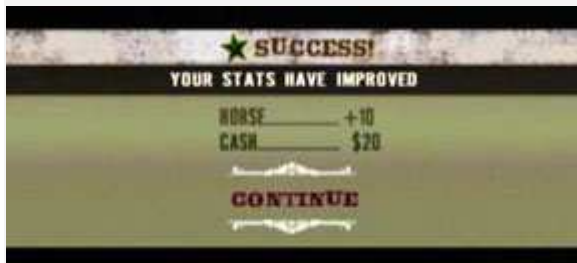 SUCCESS!
YOUR STATS HAVE IMPROVED
HORSE +10
CASH $20
CONTINUE